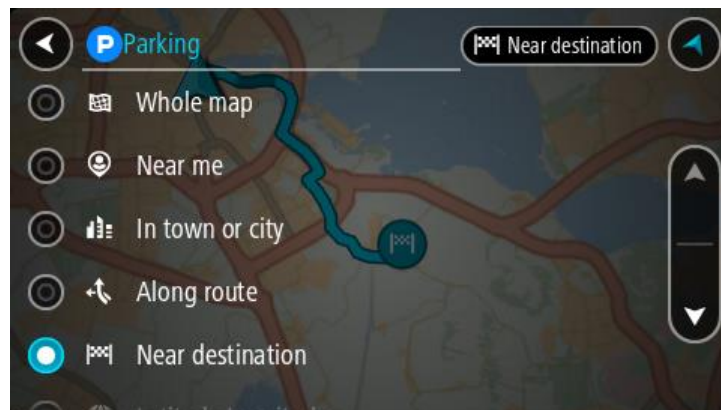 P Parking
Near destination
Whole map
Near me
In town or city
Along route
Near destination